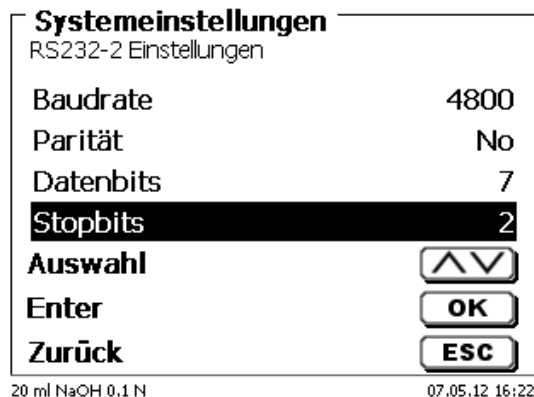 Systemeinstellungen
RS232-2 Einstellungen
Baudrate 4800
Parität No
Datenbits 7
Stopbits 2
Auswahl
Enter OK
Zurück ESC
20 ml NaOH 0.1 N 07.05.12 16:22